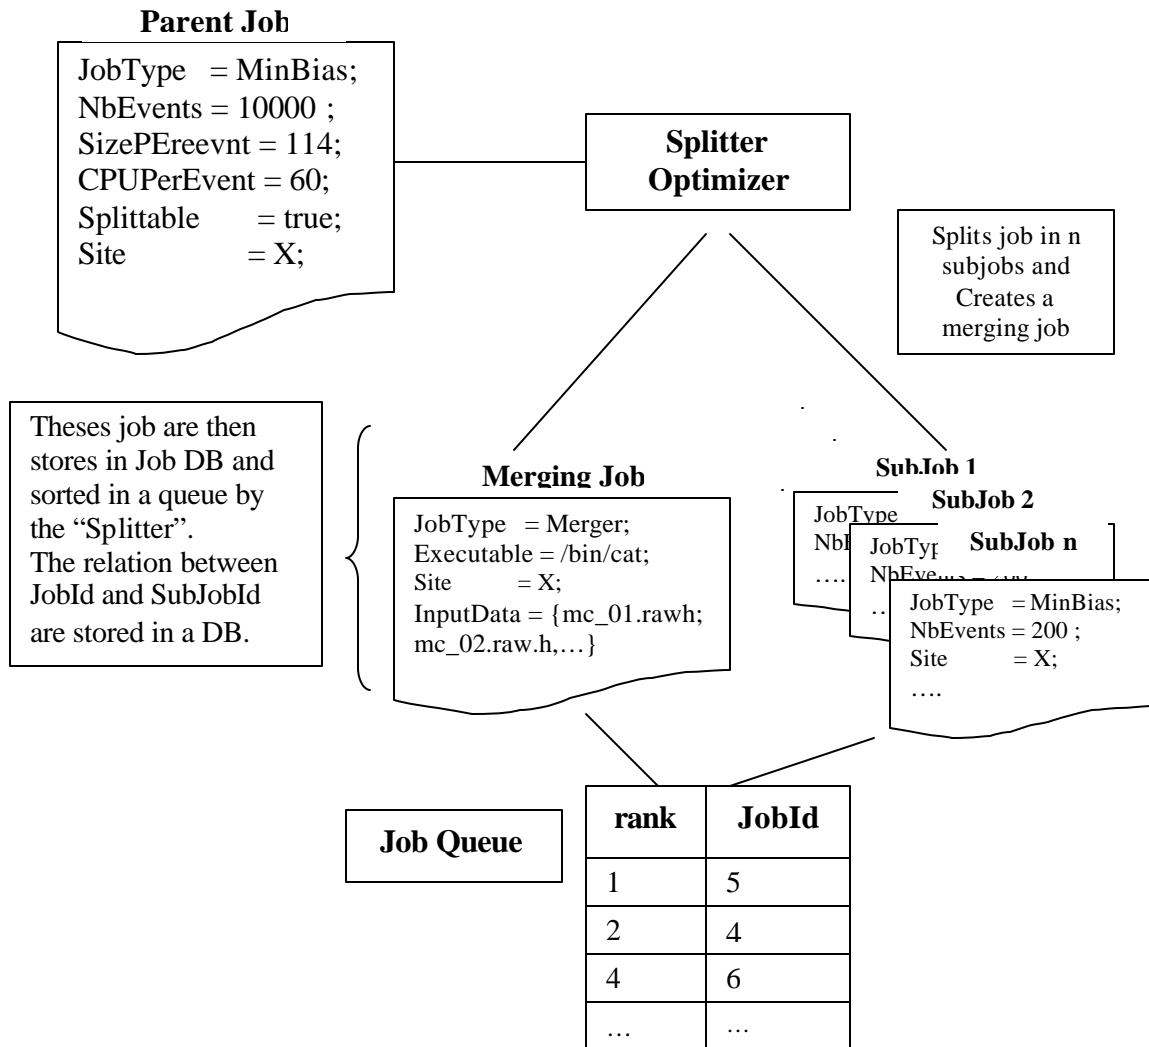 Parent Job
JobType = MinBias;
NbEvents = 10000 ;
SizePEreevnt = 114;
CPUPerEvent = 60;
Splittable = true;
Site = X;
Splitter
Optimizer
Splits job in n
subjobs and
Creates a
merging job
Theses job are then
stores in Job DB and
sorted in a queue by
the “Splitter”.
The relation between
JobId and SubJobId
are stored in a DB.
Merging Job
JobType = Merger;
Executable = /bin/cat;
Site = X;
InputData = {mc_01.rawh;
mc_02.raw.h,…}
SubJob 1
JobType
….
SubJob 2
…
SubJob n
JobType = MinBias;
NbEvents = 200 ;
Site = X;
….
Job Queue
rank JobId
1 5
2 4
4 6
… …